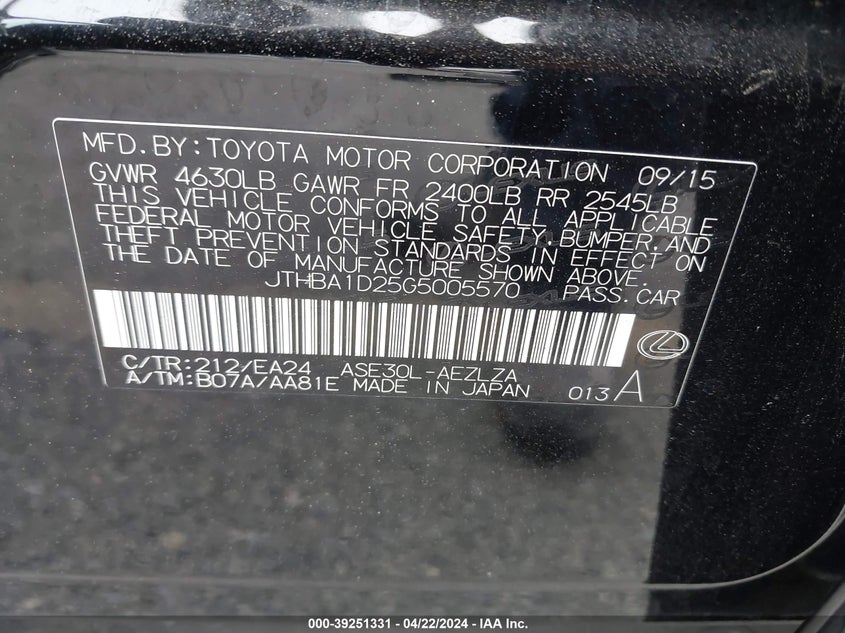 MFD.BY:TOYOTA MOTOR CORPORATION 09/15
GVWR 4630LB GAWR FR 2400LB RR 2545LB
THIS VEHICLE CONFORMS TO ALL APPLICABLE
FEDERAL MOTOR VEHICLE SAFETY,BUMPER,AND
THEFT PREVENTION STANDARDS IN EFFECT ON
THE DATE OF MANUFACTURE SHOWN ABOVE.
JTHBA1D25G5005570 PASS.CAR
C/TR:212/EA24 ASE30L-AEZLZA
A/TM:B07A/AA81E MADE IN JAPAN 013A
000-39251331 - 04/22/2024 - IAA Inc.